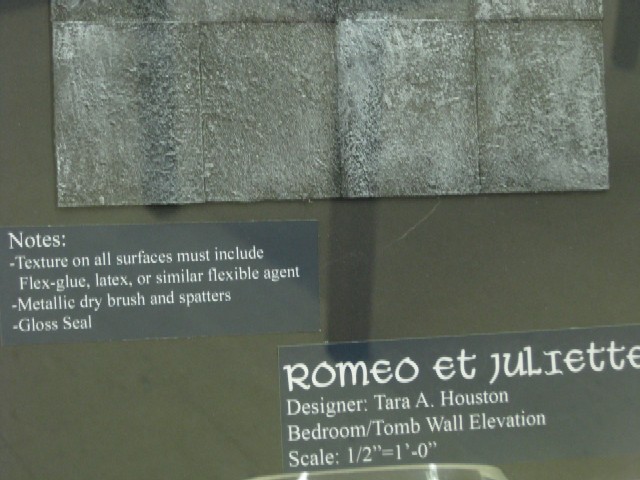 Notes:
-Texture on all surfaces must include
Flex-glue, latex, or similar flexible agent
-Metallic dry brush and spatters
-Gloss Seal
ROMEO ET JULIETTE
Designer: Tara A. Houston
Bedroom/Tomb Wall Elevation
Scale: 1/2”=1’-0”